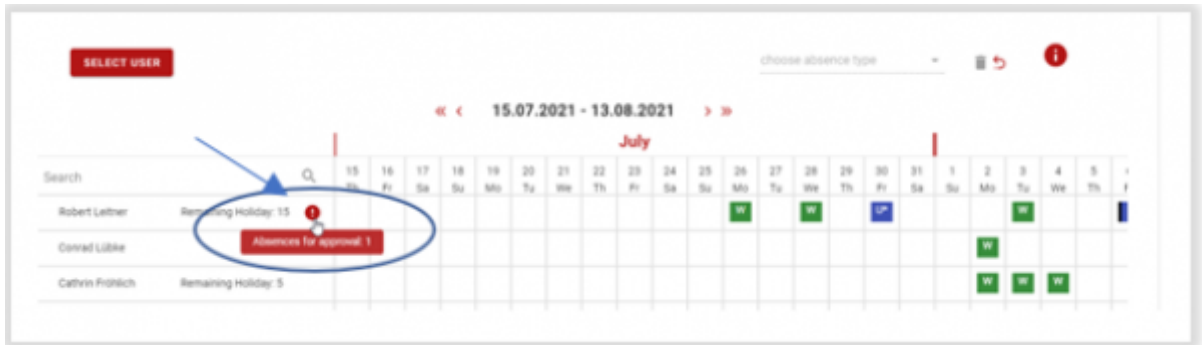 SELECT USER
choose absence type
« < 15.07.2021 - 13.08.2021 > »
July
Search 15 16 17 18 19 20 21 22 23 24 25 26 27 28 29 30 31 1 2 3 4 5
Th Fr Sa Su Mo Tu We Th Fr Sa Su Mo Tu We Th Fr Sa Su Mo Tu We Th
Robert Leitner Remaining Holiday: 15 W W U* W
Absences for approval: 1
Conrad Lübke W
Cathrin Fröhlich Remaining Holiday: 5 W W W